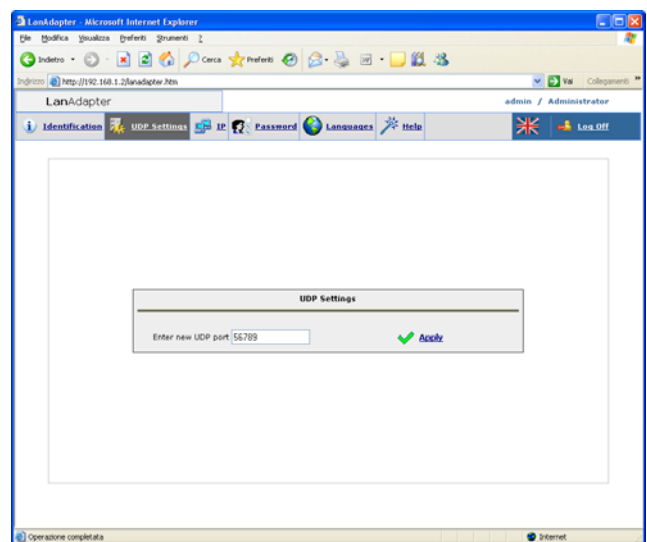 LanAdapter - Microsoft Internet Explorer
File Modifica Visualizza Preferiti Strumenti ?
Indietro Cerca Preferiti
Indirizzo http://192.168.1.2/lanadapter.htm Vai Collegamenti »
LanAdapter admin / Administrator
Identification UDP Settings IP Password Languages Help Log Off
UDP Settings
Enter new UDP port 56789 Apply
Operazione completata Internet